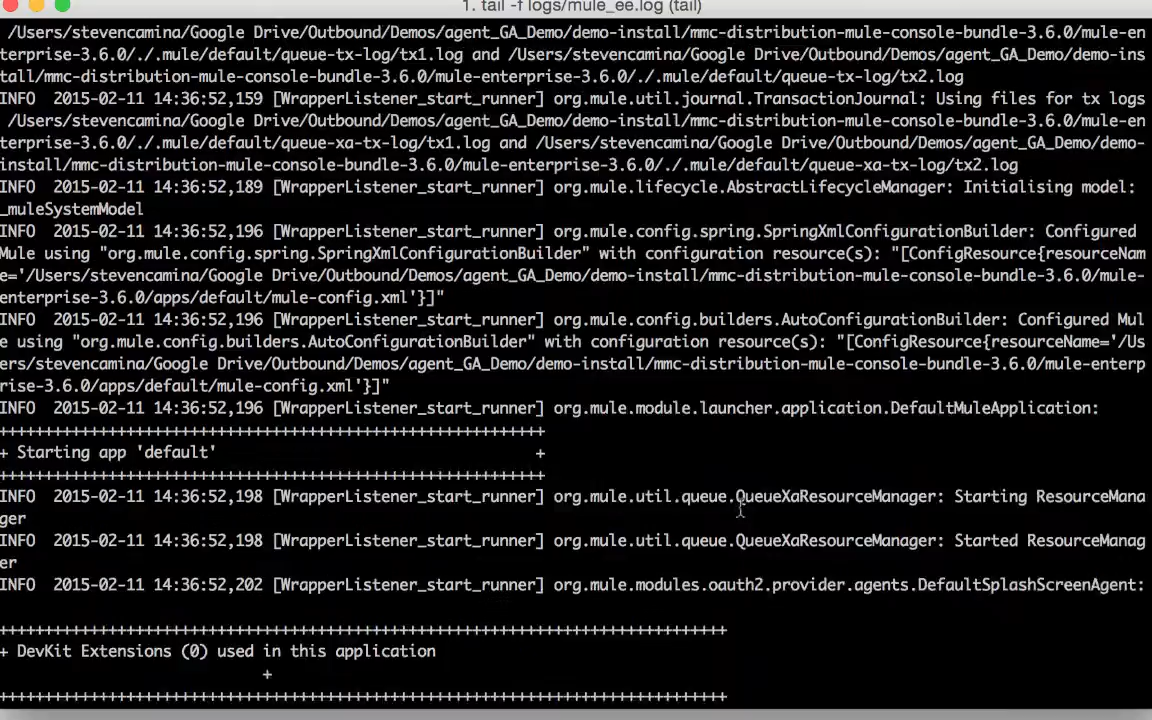 1. tail -f logs/mule_ee.log (tail)
/Users/stevencamina/Google Drive/Outbound/Demos/agent_GA_Demo/demo-install/mmc-distribution-mule-console-bundle-3.6.0/mule-en
terprise-3.6.0/./.mule/default/queue-tx-log/tx1.log and /Users/stevencamina/Google Drive/Outbound/Demos/agent_GA_Demo/demo-ins
tall/mmc-distribution-mule-console-bundle-3.6.0/mule-enterprise-3.6.0/./.mule/default/queue-tx-log/tx2.log
INFO  2015-02-11 14:36:52,159 [WrapperListener_start_runner] org.mule.util.journal.TransactionJournal: Using files for tx logs
/Users/stevencamina/Google Drive/Outbound/Demos/agent_GA_Demo/demo-install/mmc-distribution-mule-console-bundle-3.6.0/mule-en
terprise-3.6.0/./.mule/default/queue-xa-tx-log/tx1.log and /Users/stevencamina/Google Drive/Outbound/Demos/agent_GA_Demo/demo-
install/mmc-distribution-mule-console-bundle-3.6.0/mule-enterprise-3.6.0/./.mule/default/queue-xa-tx-log/tx2.log
INFO  2015-02-11 14:36:52,189 [WrapperListener_start_runner] org.mule.lifecycle.AbstractLifecycleManager: Initialising model:
_muleSystemModel
INFO  2015-02-11 14:36:52,196 [WrapperListener_start_runner] org.mule.config.spring.SpringXmlConfigurationBuilder: Configured
Mule using "org.mule.config.spring.SpringXmlConfigurationBuilder" with configuration resource(s): "[ConfigResource{resourceNam
e='/Users/stevencamina/Google Drive/Outbound/Demos/agent_GA_Demo/demo-install/mmc-distribution-mule-console-bundle-3.6.0/mule-
enterprise-3.6.0/apps/default/mule-config.xml'}]"
INFO  2015-02-11 14:36:52,196 [WrapperListener_start_runner] org.mule.config.builders.AutoConfigurationBuilder: Configured Mul
e using "org.mule.config.builders.AutoConfigurationBuilder" with configuration resource(s): "[ConfigResource{resourceName='/Us
ers/stevencamina/Google Drive/Outbound/Demos/agent_GA_Demo/demo-install/mmc-distribution-mule-console-bundle-3.6.0/mule-enterp
rise-3.6.0/apps/default/mule-config.xml'}]"
INFO  2015-02-11 14:36:52,196 [WrapperListener_start_runner] org.mule.module.launcher.application.DefaultMuleApplication:
++++++++++++++++++++++++++++++++++++++++++++++++++++++++++++
+ Starting app 'default'                                    +
++++++++++++++++++++++++++++++++++++++++++++++++++++++++++++
INFO  2015-02-11 14:36:52,198 [WrapperListener_start_runner] org.mule.util.queue.QueueXaResourceManager: Starting ResourceMana
ger
INFO  2015-02-11 14:36:52,198 [WrapperListener_start_runner] org.mule.util.queue.QueueXaResourceManager: Started ResourceManag
er
INFO  2015-02-11 14:36:52,202 [WrapperListener_start_runner] org.mule.modules.oauth2.provider.agents.DefaultSplashScreenAgent:
++++++++++++++++++++++++++++++++++++++++++++++++++++++++++++++++++++++++++++++++
+ DevKit Extensions (0) used in this application
+
++++++++++++++++++++++++++++++++++++++++++++++++++++++++++++++++++++++++++++++++